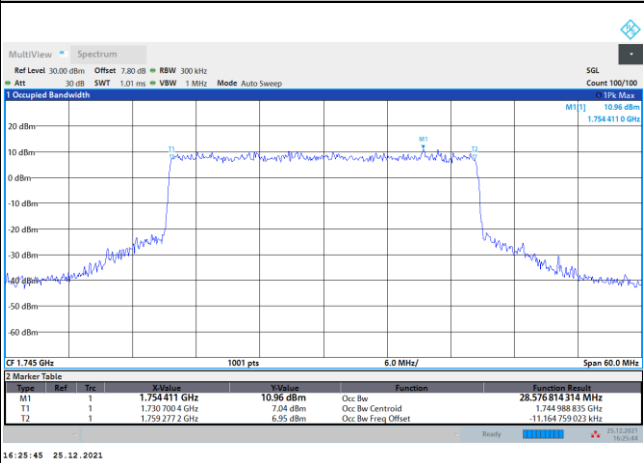 MultiView Spectrum
Ref Level 30.00 dBm Offset 7.80 dB RBW 300 kHz SGL
Att 30 dB SWT 1.01 ms VBW 1 MHz Mode Auto Sweep Count 100/100
1 Occupied Bandwidth 1Pk Max
M1[1] 10.96 dBm
1.754 411 0 GHz
20 dBm
M1
T1 T2
10 dBm
0 dBm
-10 dBm
-20 dBm
-30 dBm
-40 dBm
-50 dBm
-60 dBm
CF 1.745 GHz 1001 pts 6.0 MHz/ Span 60.0 MHz
2 Marker Table
Type Ref Trc X-Value Y-Value Function Function Result
M1 1 1.754 411 GHz 10.96 dBm Occ Bw 28.576 814 314 MHz
T1 1 1.730 700 4 GHz 7.04 dBm Occ Bw Centroid 1.744 988 835 GHz
T2 1 1.759 277 2 GHz 6.95 dBm Occ Bw Freq Offset -11.164 759 023 kHz
Ready 25.12.2021
16:25:44
16:25:45 25.12.2021